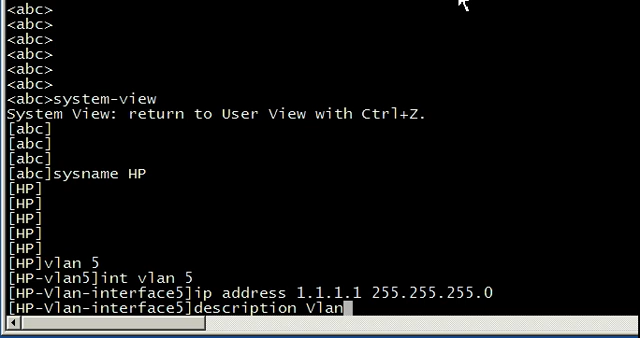 <abc>
<abc>
<abc>
<abc>
<abc>
<abc>
<abc>system-view
System View: return to User View with Ctrl+Z.
[abc]
[abc]
[abc]
[abc]sysname HP
[HP]
[HP]
[HP]
[HP]
[HP]
[HP]vlan 5
[HP-vlan5]int vlan 5
[HP-Vlan-interface5]ip address 1.1.1.1 255.255.255.0
[HP-Vlan-interface5]description Vlan